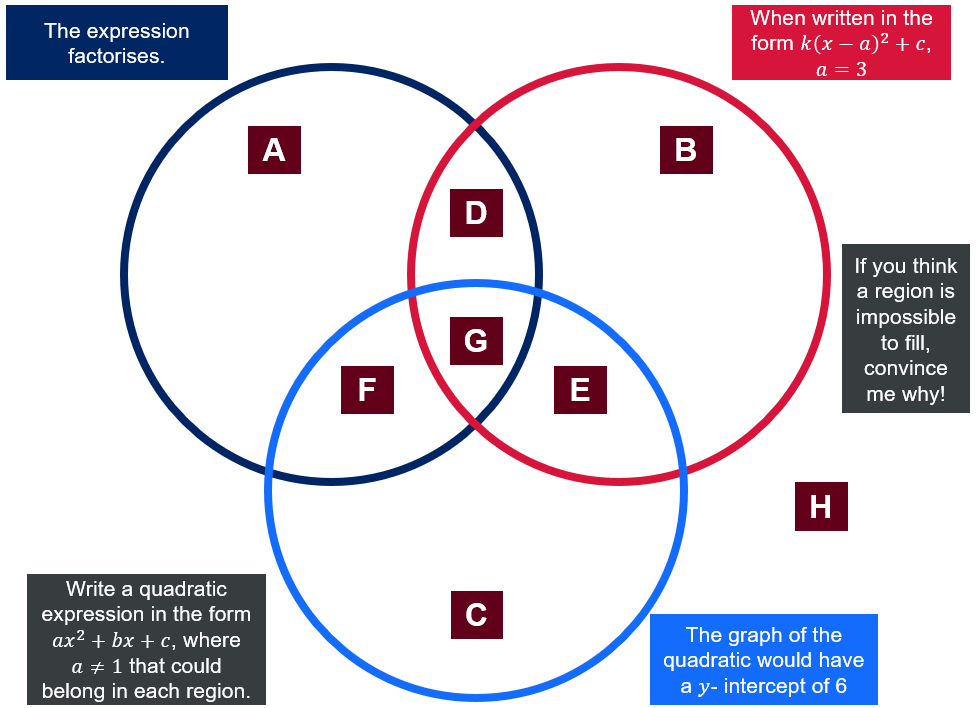 The expression
factorises.
When written in the
form k(x − a)² + c,
a = 3
A
B
D
If you think
a region is
impossible
to fill,
convince
me why!
G
F
E
H
Write a quadratic
expression in the form
ax² + bx + c, where
a ≠ 1 that could
belong in each region.
C
The graph of the
quadratic would have
a y- intercept of 6